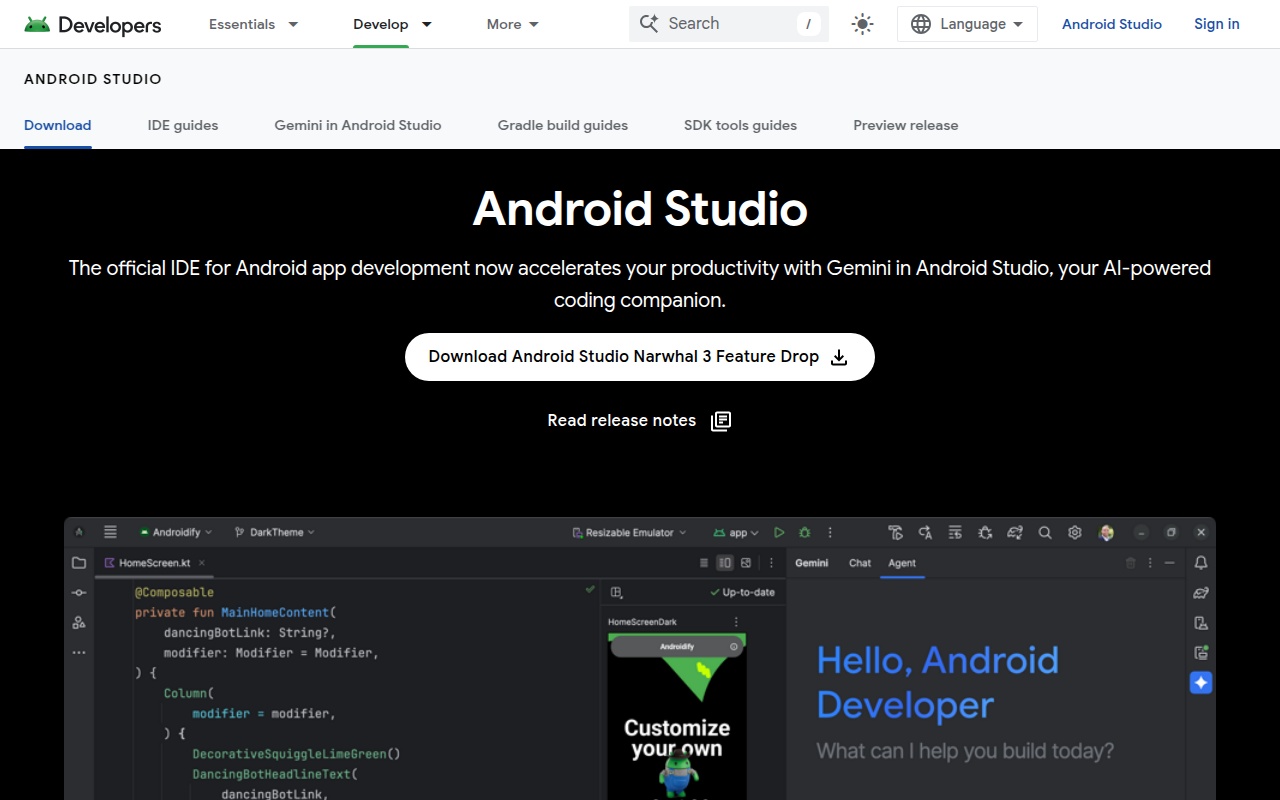 Developers
Essentials
Develop
More
Search
/
Language
Android Studio
Sign in
ANDROID STUDIO
Download
IDE guides
Gemini in Android Studio
Gradle build guides
SDK tools guides
Preview release
Android Studio
The official IDE for Android app development now accelerates your productivity with Gemini in Android Studio, your AI-powered
coding companion.
Download Android Studio Narwhal 3 Feature Drop
Read release notes
Androidify
DarkTheme
Resizable Emulator
app
HomeScreen.kt
@Composable
private fun MainHomeContent(
dancingBotLink: String?,
modifier: Modifier = Modifier,
) {
Column(
modifier = modifier,
) {
DecorativeSquiggleLimeGreen()
DancingBotHeadlineText(
dancingBotLink,
Up-to-date
HomeScreenDark
Androidify
Customize
your own
Gemini
Chat
Agent
Hello, Android
Developer
What can I help you build today?